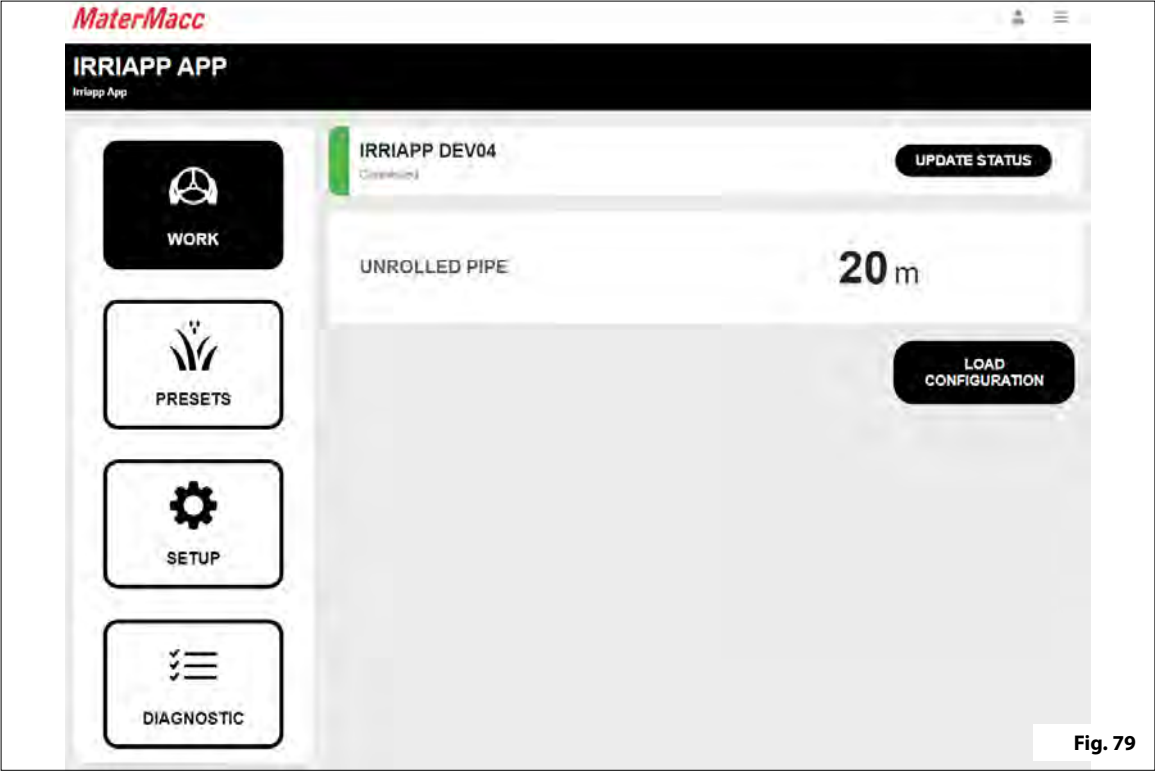 MaterMacc
IRRIAPP APP
Irriapp App
WORK
PRESETS
SETUP
DIAGNOSTIC
IRRIAPP DEV04
Connected
UPDATE STATUS
UNROLLED PIPE
20 m
LOAD
CONFIGURATION
Fig. 79